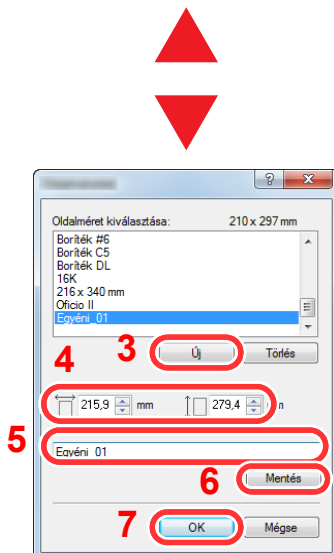 Oldalméret kiválasztása: 210 x 297 mm
Boríték #6
Boríték C5
Boríték DL
16K
216 x 340 mm
Oficio II
Egyéni_01
3 Új Törlés
4
215,9 mm 279,4
5
Egyéni_01
6 Mentés
7 OK Mégse